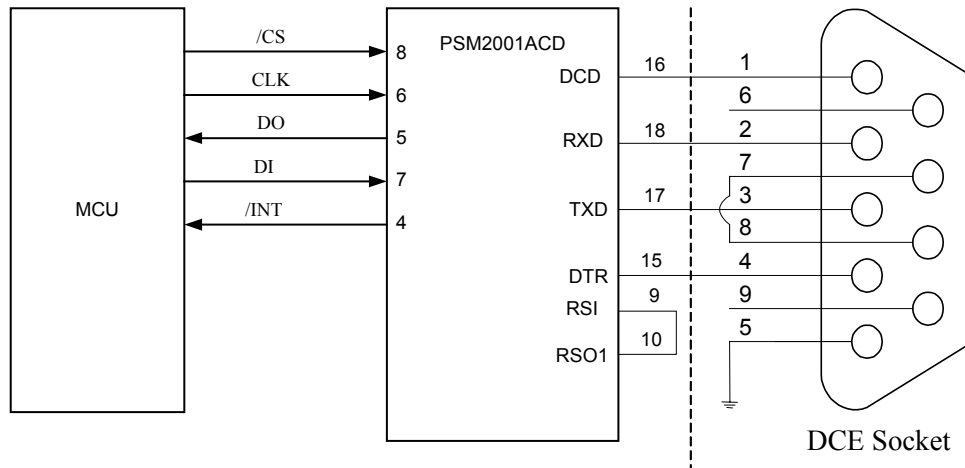 /CS
CLK
DO
DI
/INT
MCU
8
6
5
7
4
PSM2001ACD
DCD
RXD
TXD
DTR
RSI
RSO1
16
18
17
15
9
10
1
6
2
7
3
8
4
9
5
DCE Socket